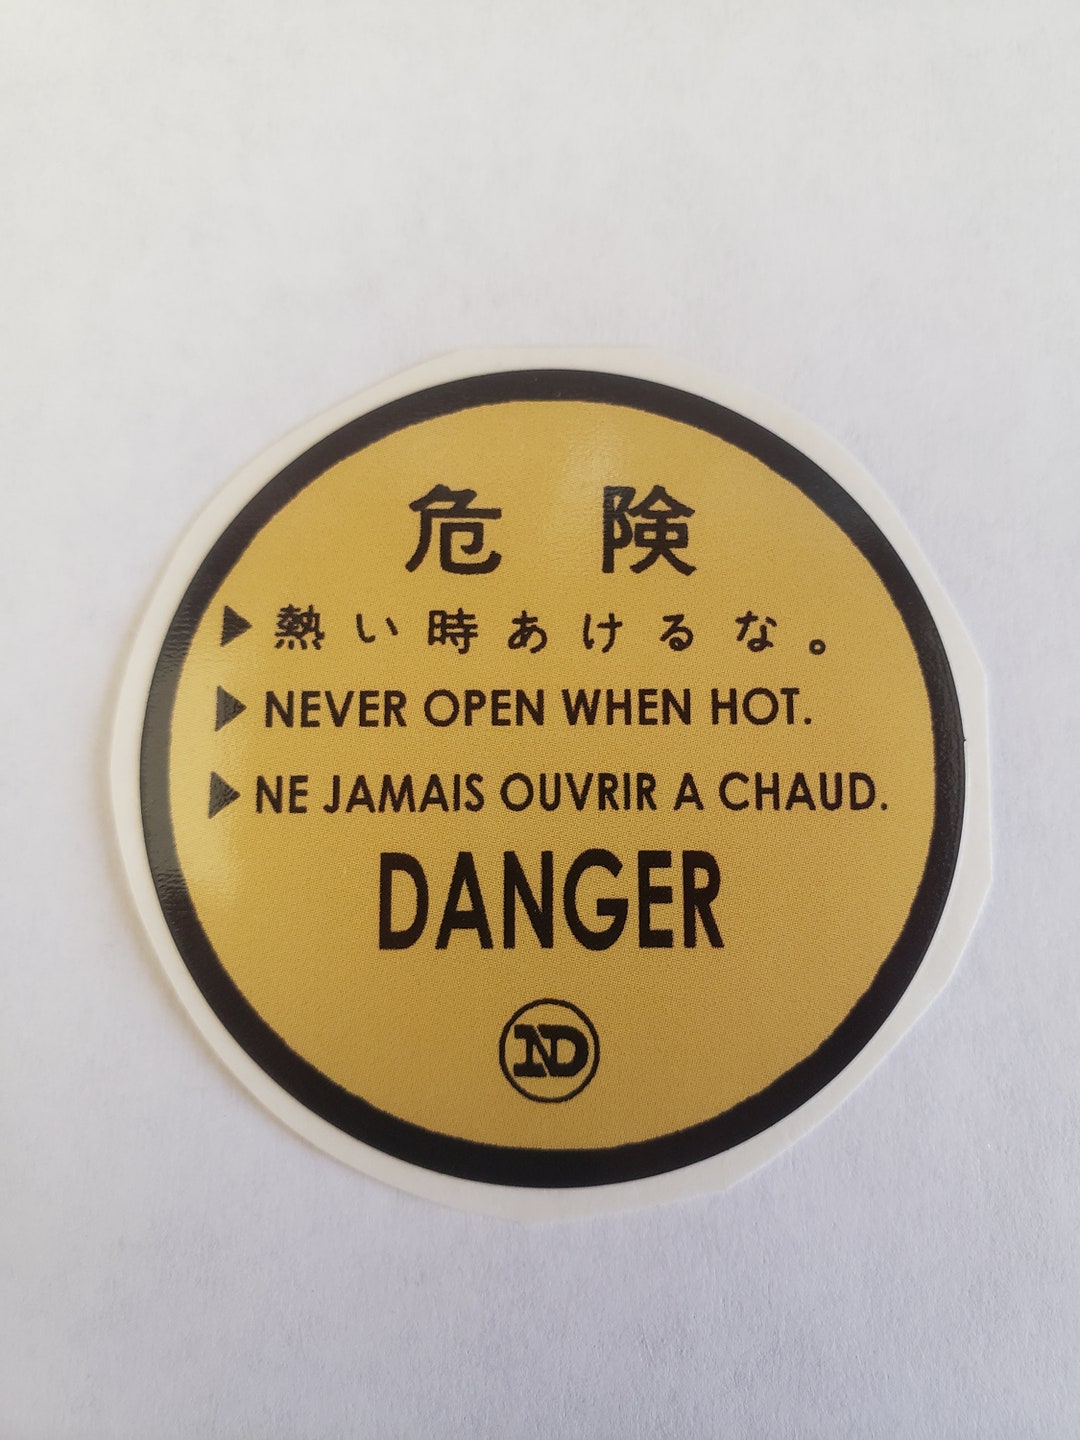 危 険
▶ 熱い時あけるな。
▶ NEVER OPEN WHEN HOT.
▶ NE JAMAIS OUVRIR A CHAUD.
DANGER
ND